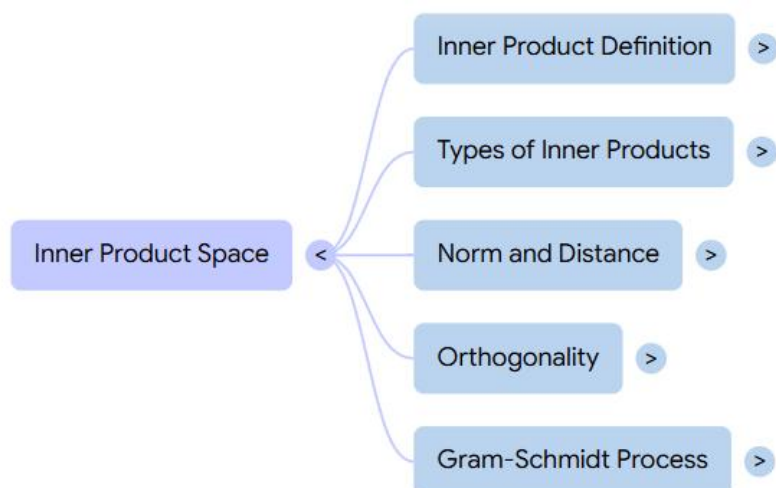 Inner Product Definition
>
Types of Inner Products
>
Inner Product Space
<
Norm and Distance
>
Orthogonality
>
Gram-Schmidt Process
>